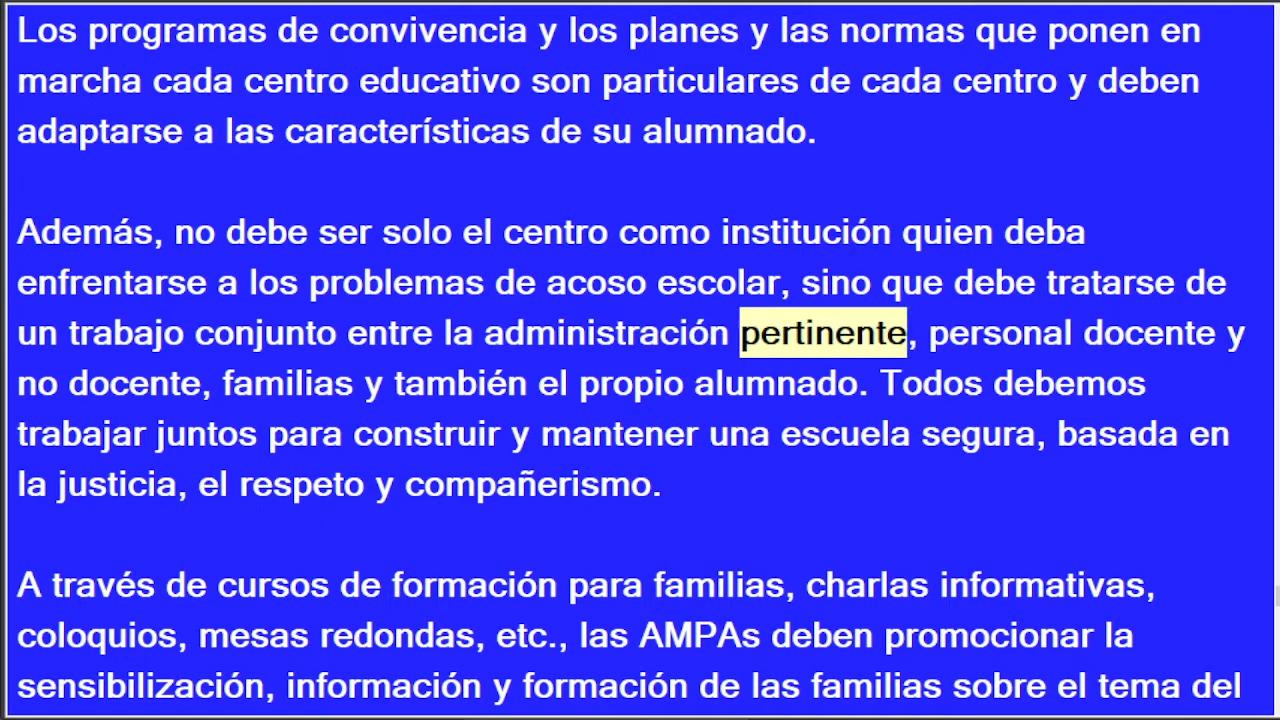 Los programas de convivencia y los planes y las normas que ponen en
marcha cada centro educativo son particulares de cada centro y deben
adaptarse a las características de su alumnado.
Además, no debe ser solo el centro como institución quien deba
enfrentarse a los problemas de acoso escolar, sino que debe tratarse de
un trabajo conjunto entre la administración pertinente, personal docente y
no docente, familias y también el propio alumnado. Todos debemos
trabajar juntos para construir y mantener una escuela segura, basada en
la justicia, el respeto y compañerismo.
A través de cursos de formación para familias, charlas informativas,
coloquios, mesas redondas, etc., las AMPAs deben promocionar la
sensibilización, información y formación de las familias sobre el tema del